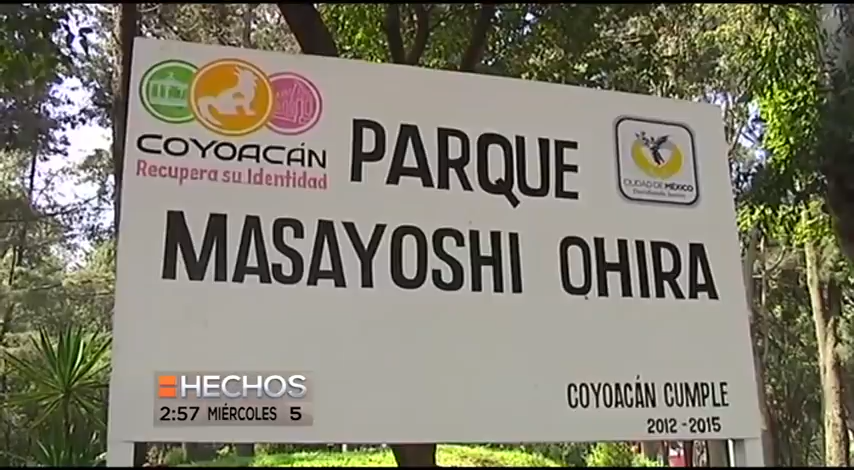 COYOACÁN
Recupera su Identidad
PARQUE
CIUDAD DE MÉXICO
MASAYOSHI OHIRA
HECHOS
2:57 MIÉRCOLES 5
COYOACÁN CUMPLE
2012-2015